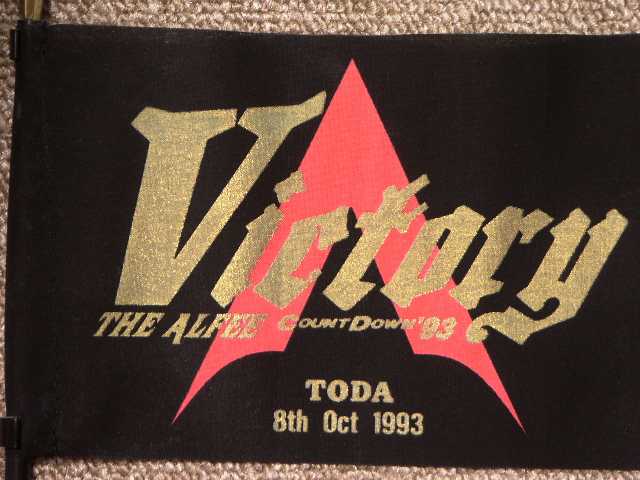 Victory
THE ALFEE COUNTDOWN '93
TODA
8th Oct 1993